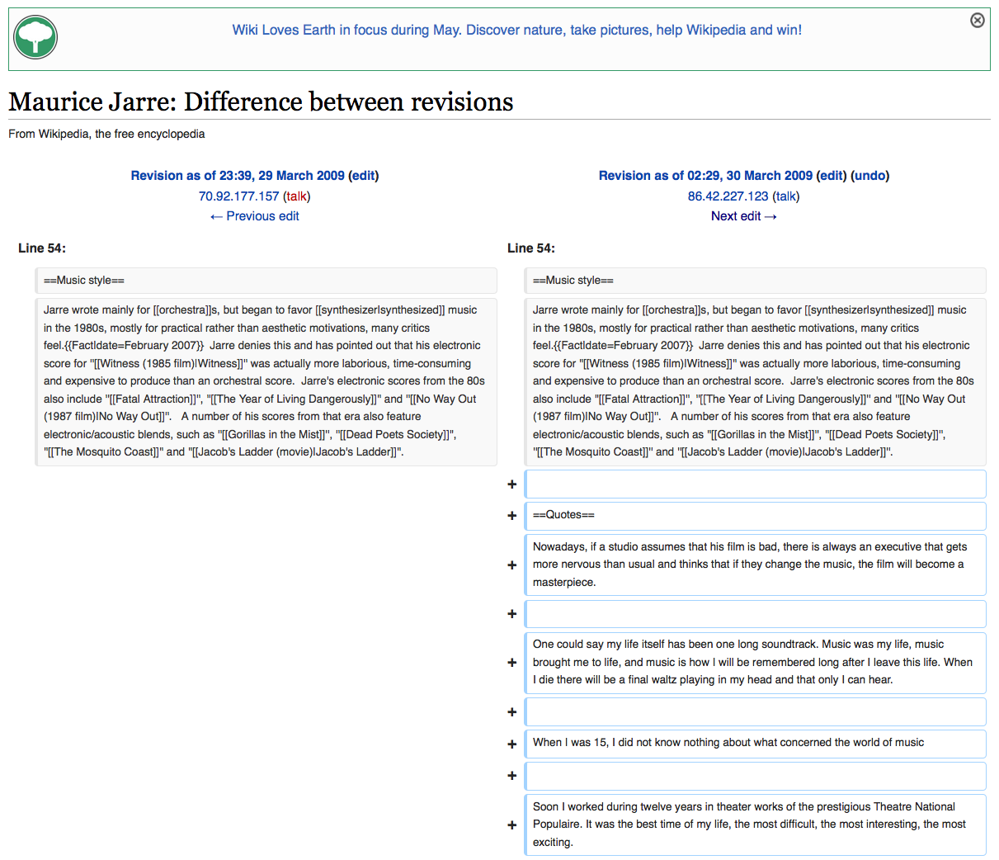 Wiki Loves Earth in focus during May. Discover nature, take pictures, help Wikipedia and win!
Maurice Jarre: Difference between revisions
From Wikipedia, the free encyclopedia
Revision as of 23:39, 29 March 2009 (edit)
70.92.177.157 (talk)
← Previous edit
Revision as of 02:29, 30 March 2009 (edit) (undo)
86.42.227.123 (talk)
Next edit →
Line 54:
==Music style==
Jarre wrote mainly for [[orchestra]]s, but began to favor [[synthesizer|synthesized]] music
in the 1980s, mostly for practical rather than aesthetic motivations, many critics
feel.{{Fact|date=February 2007}}  Jarre denies this and has pointed out that his electronic
score for "[[Witness (1985 film)|Witness]]" was actually more laborious, time-consuming
and expensive to produce than an orchestral score.  Jarre's electronic scores from the 80s
also include "[[Fatal Attraction]]", "[[The Year of Living Dangerously]]" and "[[No Way Out
(1987 film)|No Way Out]]".   A number of his scores from that era also feature
electronic/acoustic blends, such as "[[Gorillas in the Mist]]", "[[Dead Poets Society]]",
"[[The Mosquito Coast]]" and "[[Jacob's Ladder (movie)|Jacob's Ladder]]".
Line 54:
==Music style==
Jarre wrote mainly for [[orchestra]]s, but began to favor [[synthesizer|synthesized]] music
in the 1980s, mostly for practical rather than aesthetic motivations, many critics
feel.{{Fact|date=February 2007}}  Jarre denies this and has pointed out that his electronic
score for "[[Witness (1985 film)|Witness]]" was actually more laborious, time-consuming
and expensive to produce than an orchestral score.  Jarre's electronic scores from the 80s
also include "[[Fatal Attraction]]", "[[The Year of Living Dangerously]]" and "[[No Way Out
(1987 film)|No Way Out]]".   A number of his scores from that era also feature
electronic/acoustic blends, such as "[[Gorillas in the Mist]]", "[[Dead Poets Society]]",
"[[The Mosquito Coast]]" and "[[Jacob's Ladder (movie)|Jacob's Ladder]]".
+
+ ==Quotes==
+ Nowadays, if a studio assumes that his film is bad, there is always an executive that gets
more nervous than usual and thinks that if they change the music, the film will become a
masterpiece.
+
+ One could say my life itself has been one long soundtrack. Music was my life, music
brought me to life, and music is how I will be remembered long after I leave this life. When
I die there will be a final waltz playing in my head and that only I can hear.
+
+ When I was 15, I did not know nothing about what concerned the world of music
+
+ Soon I worked during twelve years in theater works of the prestigious Theatre National
Populaire. It was the best time of my life, the most difficult, the most interesting, the most
exciting.